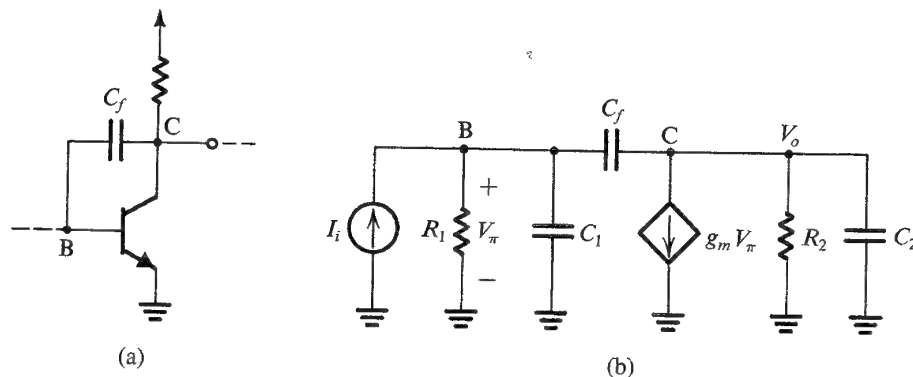 C_f
C
B
(a)
B
C_f
C
V_o
I_i
R_1
+
V_π
−
C_1
g_m V_π
R_2
C_2
(b)